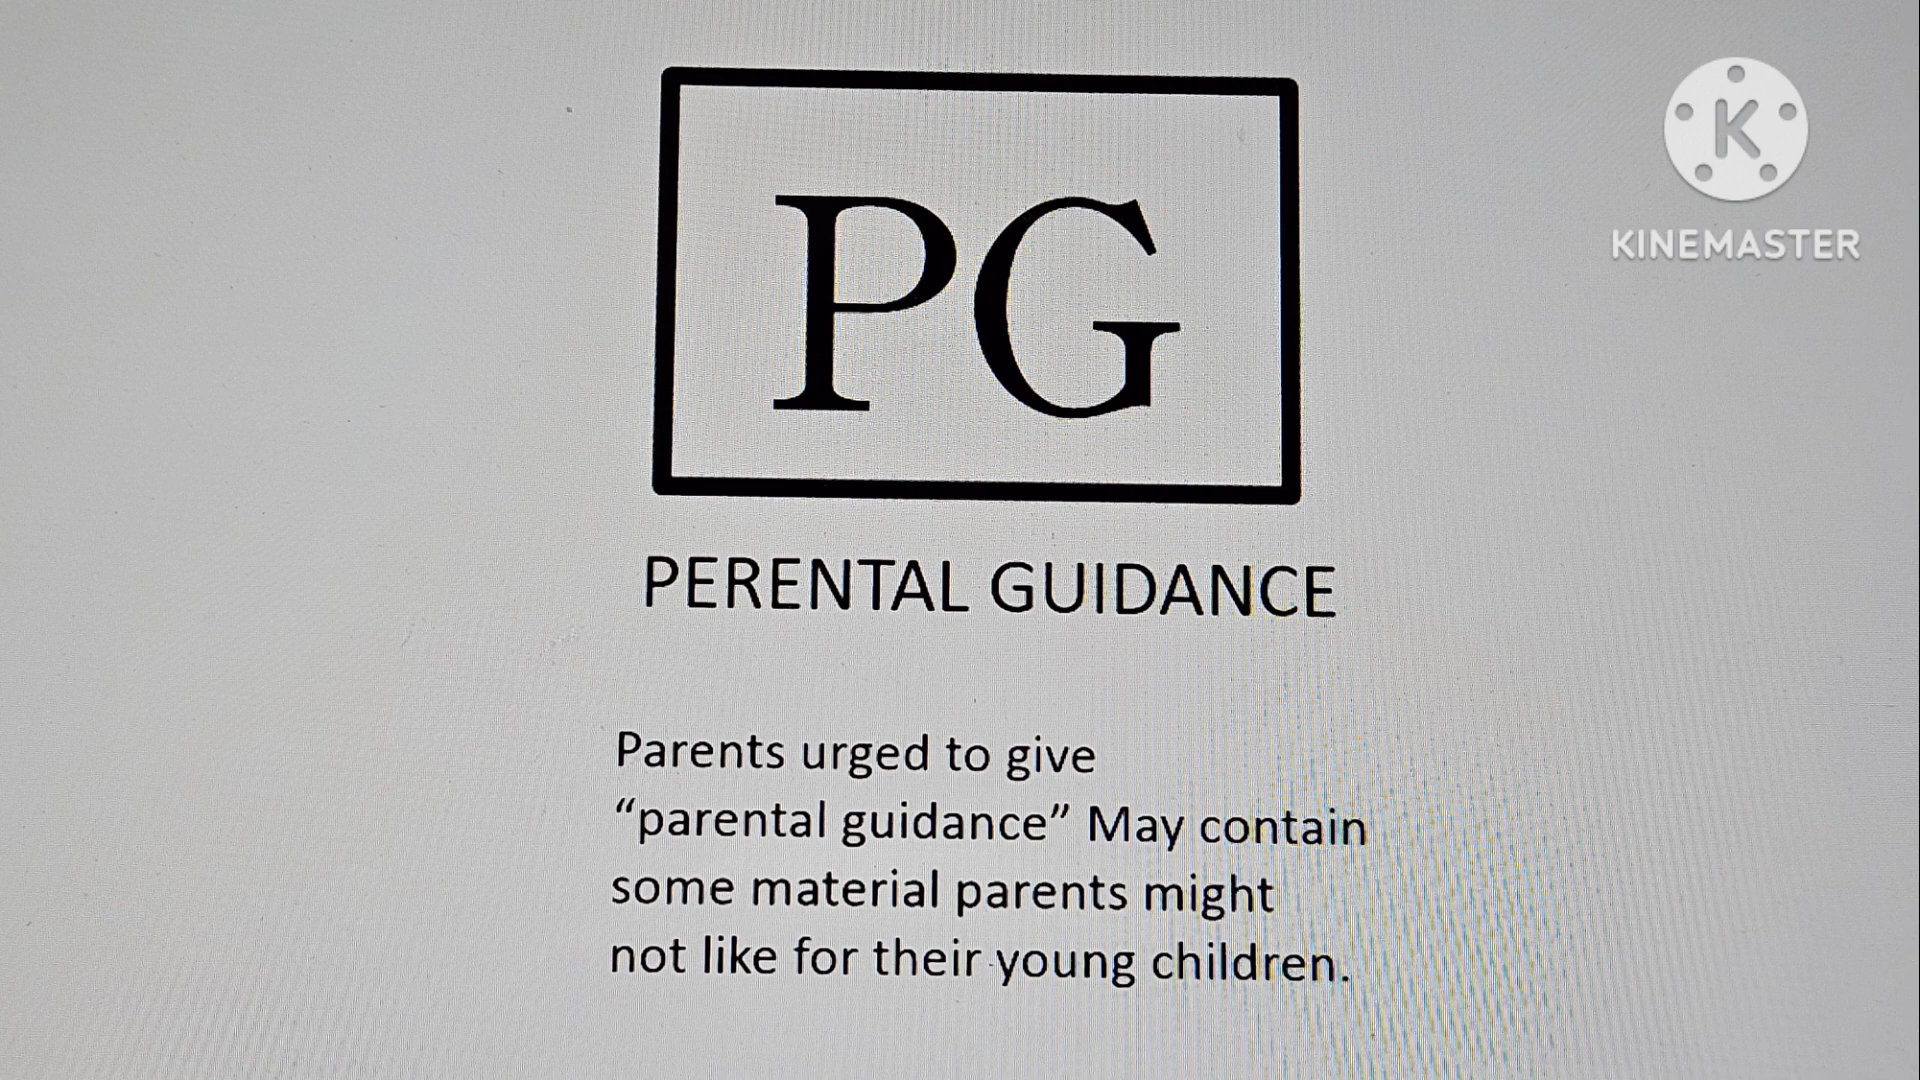 PG
K
KINEMASTER
PERENTAL GUIDANCE
Parents urged to give
“parental guidance” May contain
some material parents might
not like for their young children.